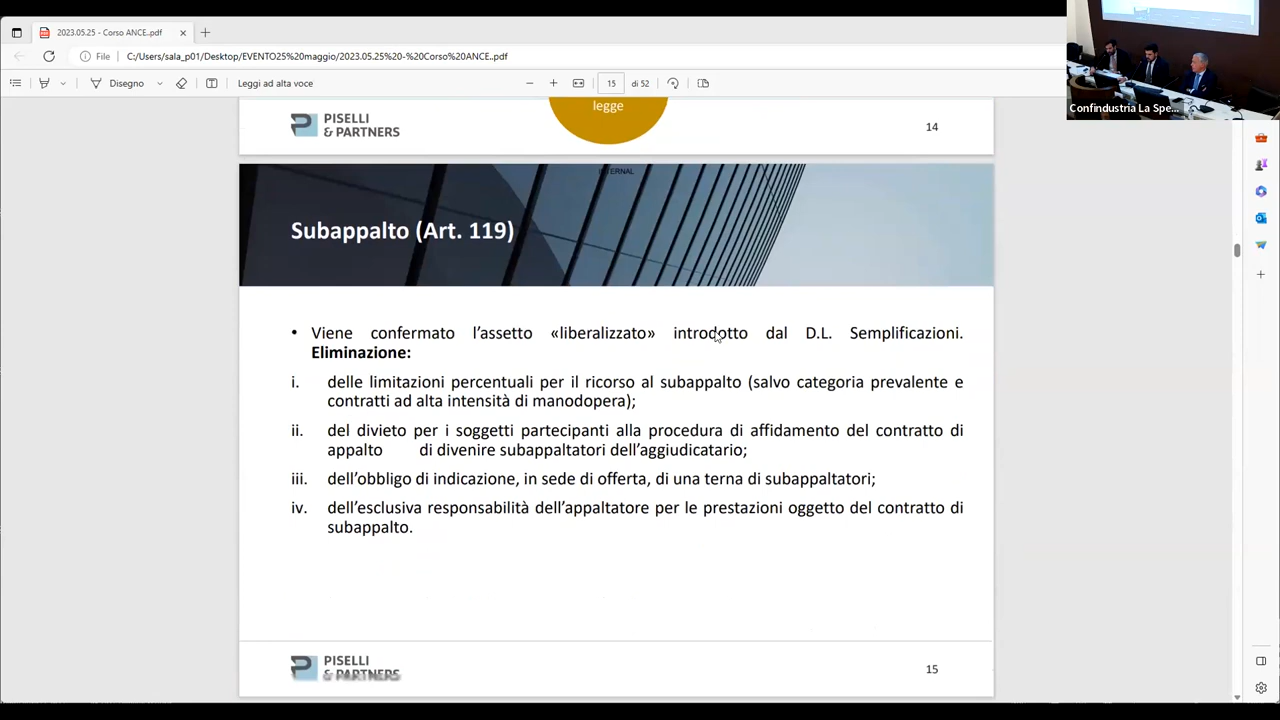 2023.05.25 - Corso ANCE..pdf
File
C:/Users/sala_p01/Desktop/EVENTO25%20maggio/2023.05.25%20-%20Corso%20ANCE..pdf
Disegno
Leggi ad alta voce
15
di 52
Confindustria La Spe...
legge
PISELLI
& PARTNERS
14
INTERNAL
Subappalto (Art. 119)
• Viene confermato l’assetto «liberalizzato» introdotto dal D.L. Semplificazioni.
Eliminazione:
i. delle limitazioni percentuali per il ricorso al subappalto (salvo categoria prevalente e
contratti ad alta intensità di manodopera);
ii. del divieto per i soggetti partecipanti alla procedura di affidamento del contratto di
appalto di divenire subappaltatori dell’aggiudicatario;
iii. dell’obbligo di indicazione, in sede di offerta, di una terna di subappaltatori;
iv. dell’esclusiva responsabilità dell’appaltatore per le prestazioni oggetto del contratto di
subappalto.
PISELLI
& PARTNERS
15